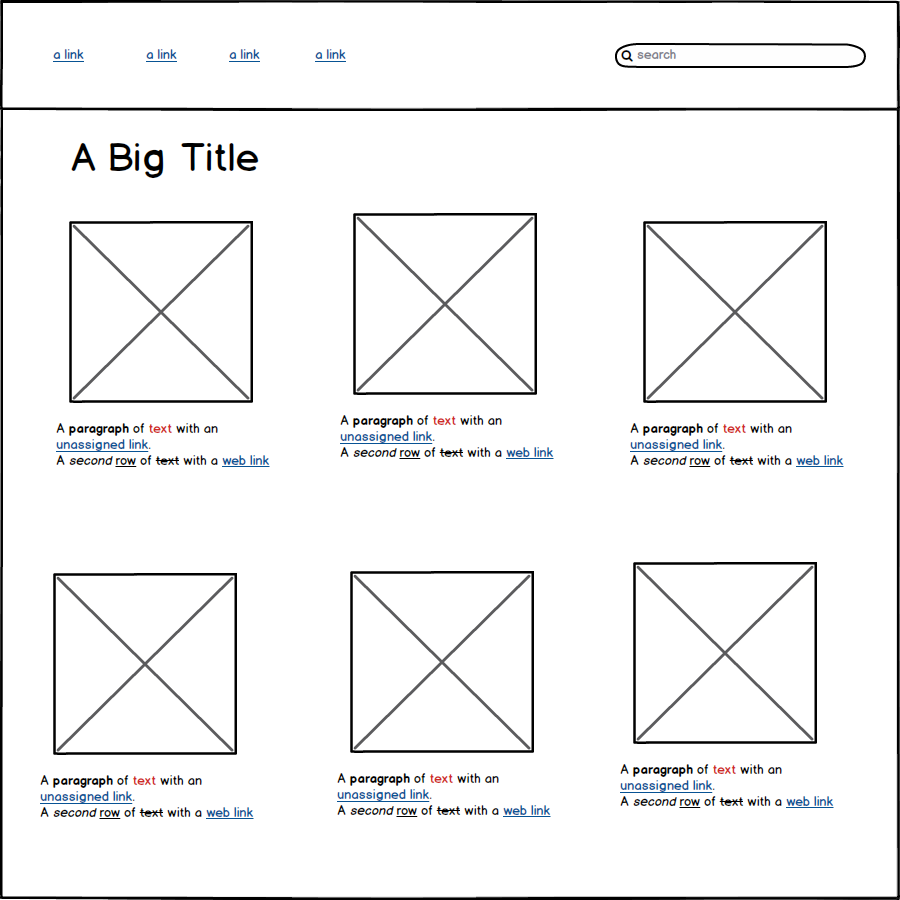 a link a link a link a link search
A Big Title
A paragraph of text with an
unassigned link.
A second row of text with a web link
A paragraph of text with an
unassigned link.
A second row of text with a web link
A paragraph of text with an
unassigned link.
A second row of text with a web link
A paragraph of text with an
unassigned link.
A second row of text with a web link
A paragraph of text with an
unassigned link.
A second row of text with a web link
A paragraph of text with an
unassigned link.
A second row of text with a web link